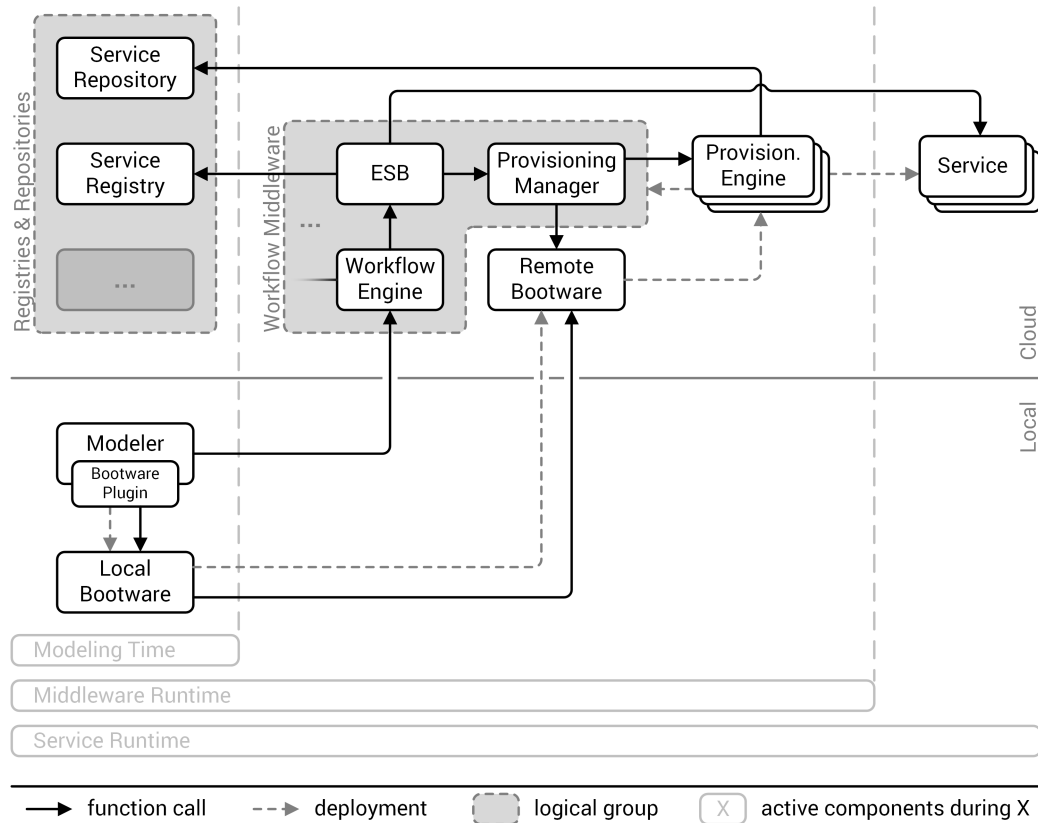 Service
Repository
Service
Registry
...
Registries & Repositories
Workflow Middleware
ESB
Provisioning
Manager
...
Workflow
Engine
Remote
Bootware
Provision.
Engine
Service
Cloud
Local
Modeler
Bootware
Plugin
Local
Bootware
Modeling Time
Middleware Runtime
Service Runtime
function call
deployment
logical group
X
active components during X